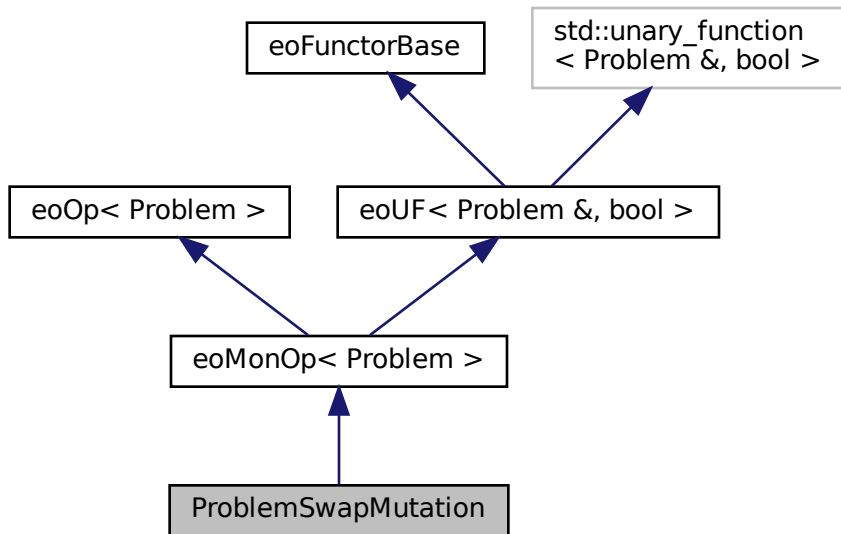 std::unary_function
< Problem &, bool >
eoFunctorBase
eoOp< Problem >
eoUF< Problem &, bool >
eoMonOp< Problem >
ProblemSwapMutation